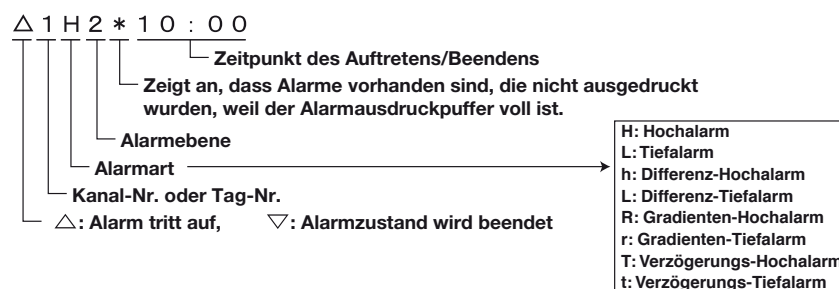 △1H2*10:00
Zeitpunkt des Auftretens/Beendens
Zeigt an, dass Alarme vorhanden sind, die nicht ausgedruckt
wurden, weil der Alarmausdruckpuffer voll ist.
Alarmebene
Alarmart
Kanal-Nr. oder Tag-Nr.
△: Alarm tritt auf, ▽: Alarmzustand wird beendet
H: Hochalarm
L: Tiefalarm
h: Differenz-Hochalarm
L: Differenz-Tiefalarm
R: Gradienten-Hochalarm
r: Gradienten-Tiefalarm
T: Verzögerungs-Hochalarm
t: Verzögerungs-Tiefalarm